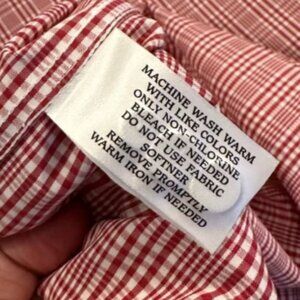 MACHINE WASH WARM
WITH LIKE COLORS
ONLY NON-CHLORINE
BLEACH IF NEEDED
DO NOT USE FABRIC
SOFTINER
REMOVE PROMPTLY
WARM IRON IF NEEDED